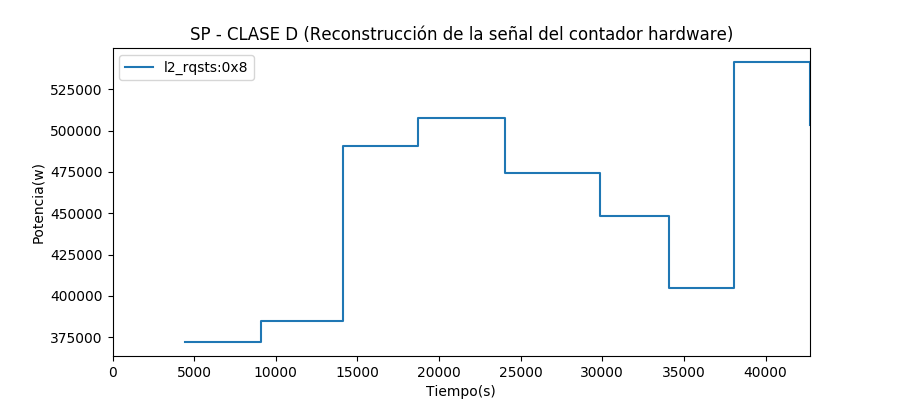 SP - CLASE D (Reconstrucción de la señal del contador hardware)
l2_rqsts:0x8
525000
500000
475000
450000
425000
400000
375000
Potencia(w)
0 5000 10000 15000 20000 25000 30000 35000 40000
Tiempo(s)